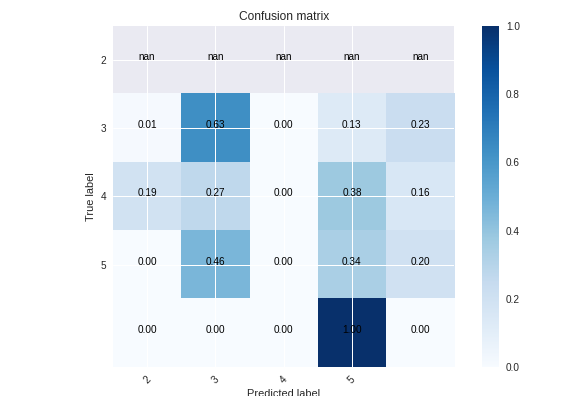 Confusion matrix
1.0
2 nan nan nan nan nan
0.8
3 0.01 0.63 0.00 0.13 0.23
0.6
4 0.19 0.27 0.00 0.38 0.16
0.4
5 0.00 0.46 0.00 0.34 0.20
0.2
0.00 0.00 0.00 1.00 0.00
0.0
True label
2 3 4 5
Predicted label